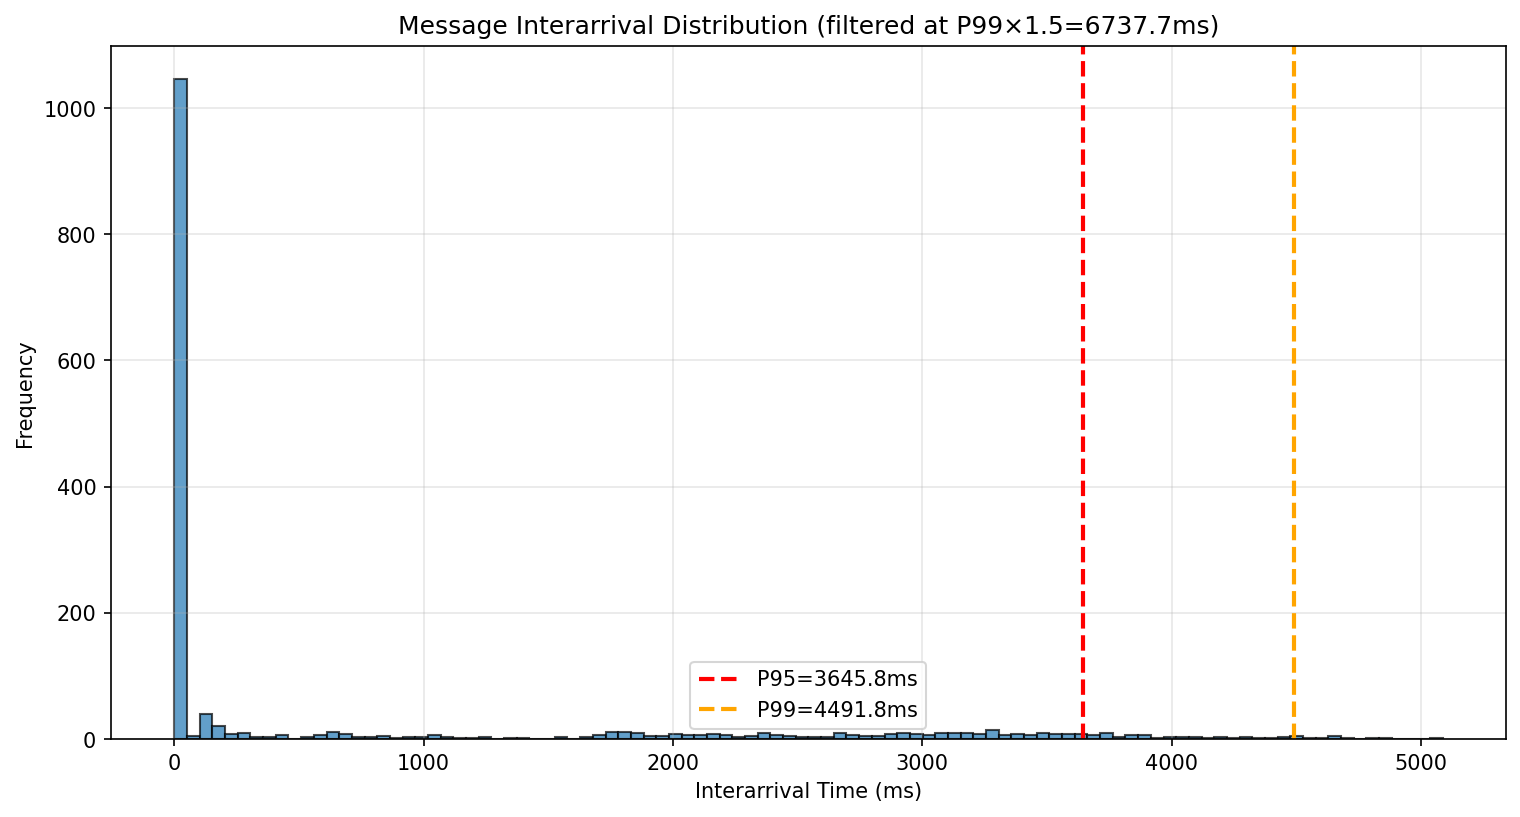 Message Interarrival Distribution (filtered at P99×1.5=6737.7ms)
Frequency
1000
800
600
400
200
0
P95=3645.8ms
P99=4491.8ms
0 1000 2000 3000 4000 5000
Interarrival Time (ms)